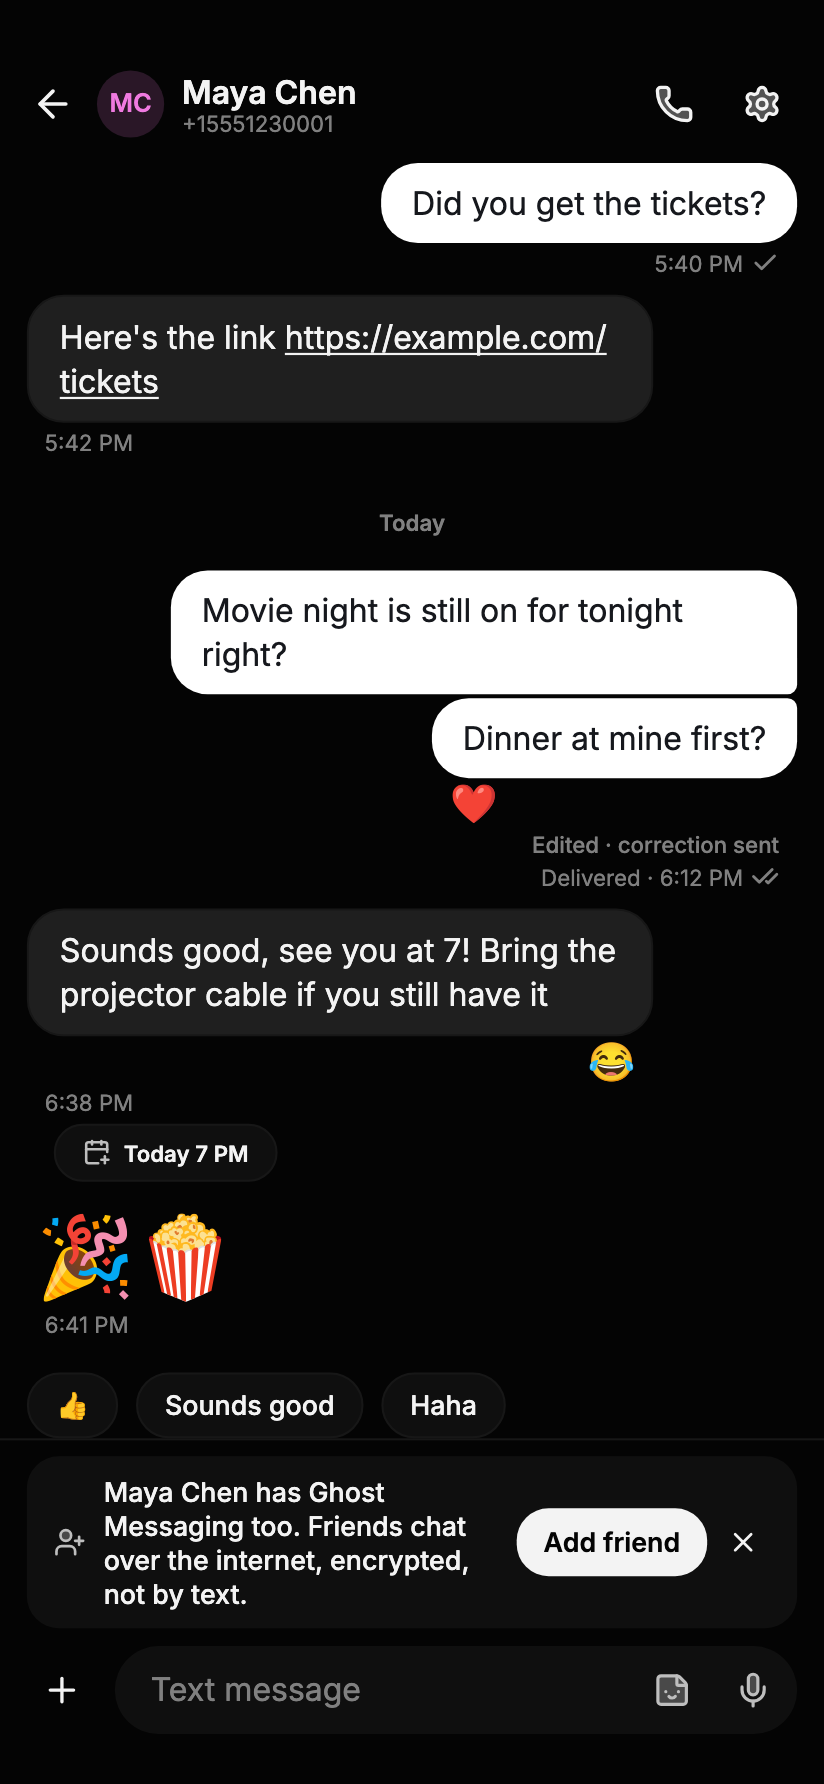 MC
Maya Chen
+15551230001
Did you get the tickets?
5:40 PM
Here's the link https://example.com/
tickets
5:42 PM
Today
Movie night is still on for tonight
right?
Dinner at mine first?
Edited · correction sent
Delivered · 6:12 PM
Sounds good, see you at 7! Bring the
projector cable if you still have it
6:38 PM
Today 7 PM
6:41 PM
Sounds good
Haha
Maya Chen has Ghost
Messaging too. Friends chat
over the internet, encrypted,
not by text.
Add friend
Text message